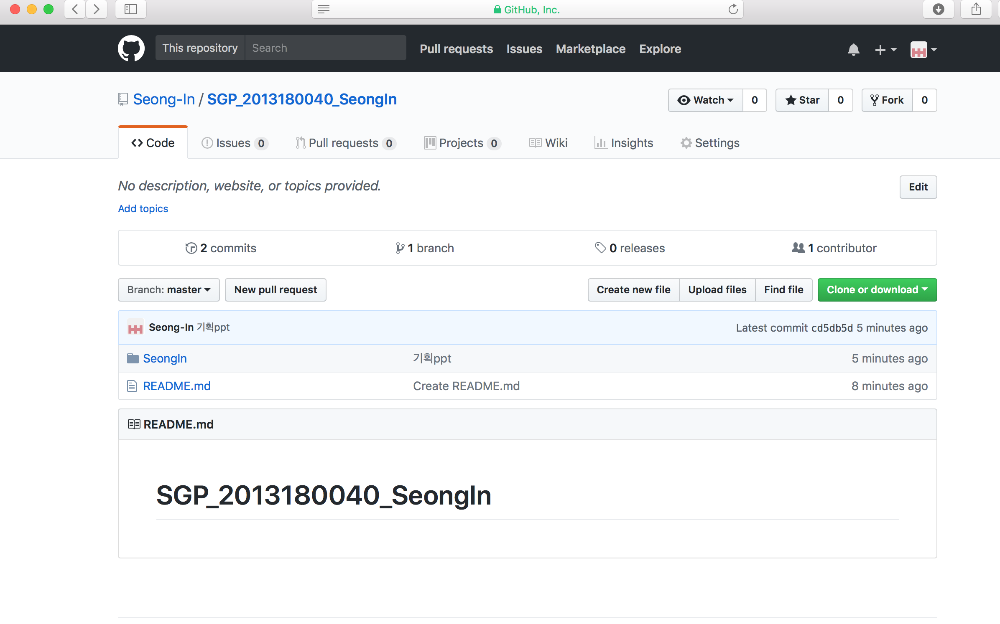 GitHub, Inc.
This repository Search Pull requests Issues Marketplace Explore
Seong-In / SGP_2013180040_SeongIn Watch 0 Star 0 Fork 0
Code Issues 0 Pull requests 0 Projects 0 Wiki Insights Settings
No description, website, or topics provided. Edit
Add topics
2 commits 1 branch 0 releases 1 contributor
Branch: master New pull request Create new file Upload files Find file Clone or download
Seong-In 기획ppt Latest commit cd5db5d 5 minutes ago
SeongIn 기획ppt 5 minutes ago
README.md Create README.md 8 minutes ago
README.md
SGP_2013180040_SeongIn